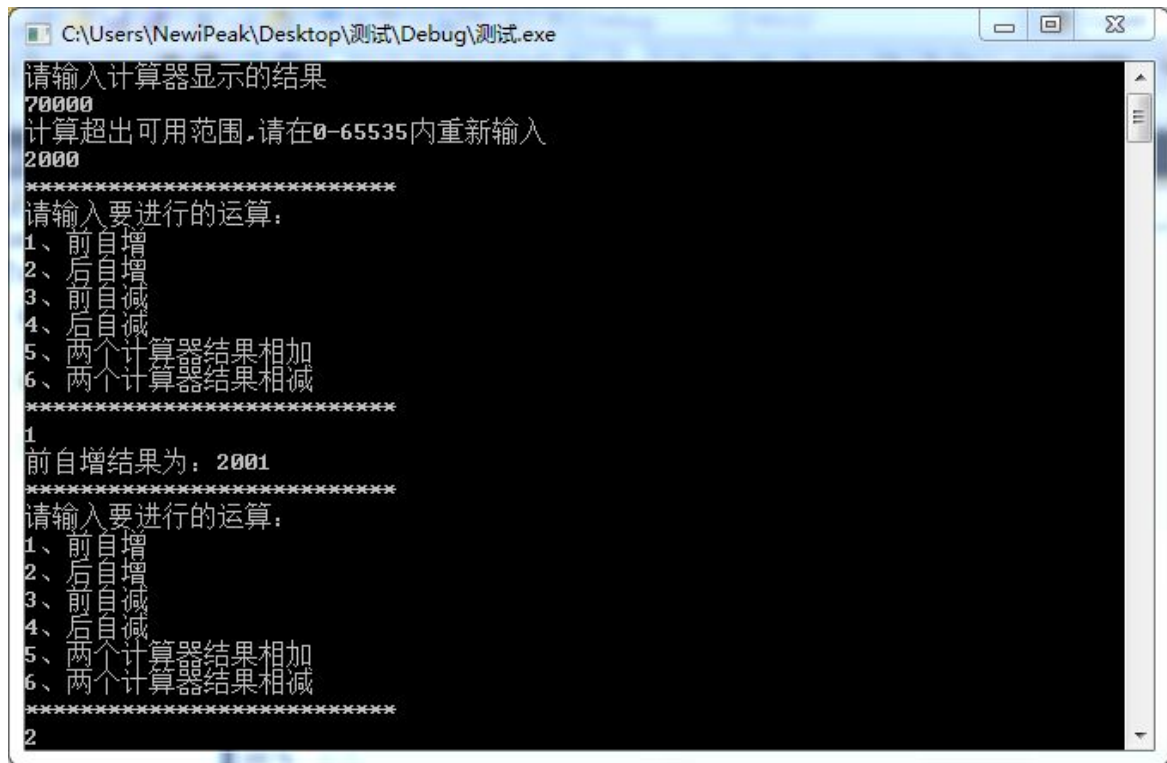 C:\Users\NewiPeak\Desktop\测试\Debug\测试.exe
请输入计算器显示的结果
70000
计算超出可用范围,请在0-65535内重新输入
2000
***************************
请输入要进行的运算：
1、前自增
2、后自增
3、前自减
4、后自减
5、两个计算器结果相加
6、两个计算器结果相减
***************************
1
前自增结果为：2001
***************************
请输入要进行的运算：
1、前自增
2、后自增
3、前自减
4、后自减
5、两个计算器结果相加
6、两个计算器结果相减
***************************
2